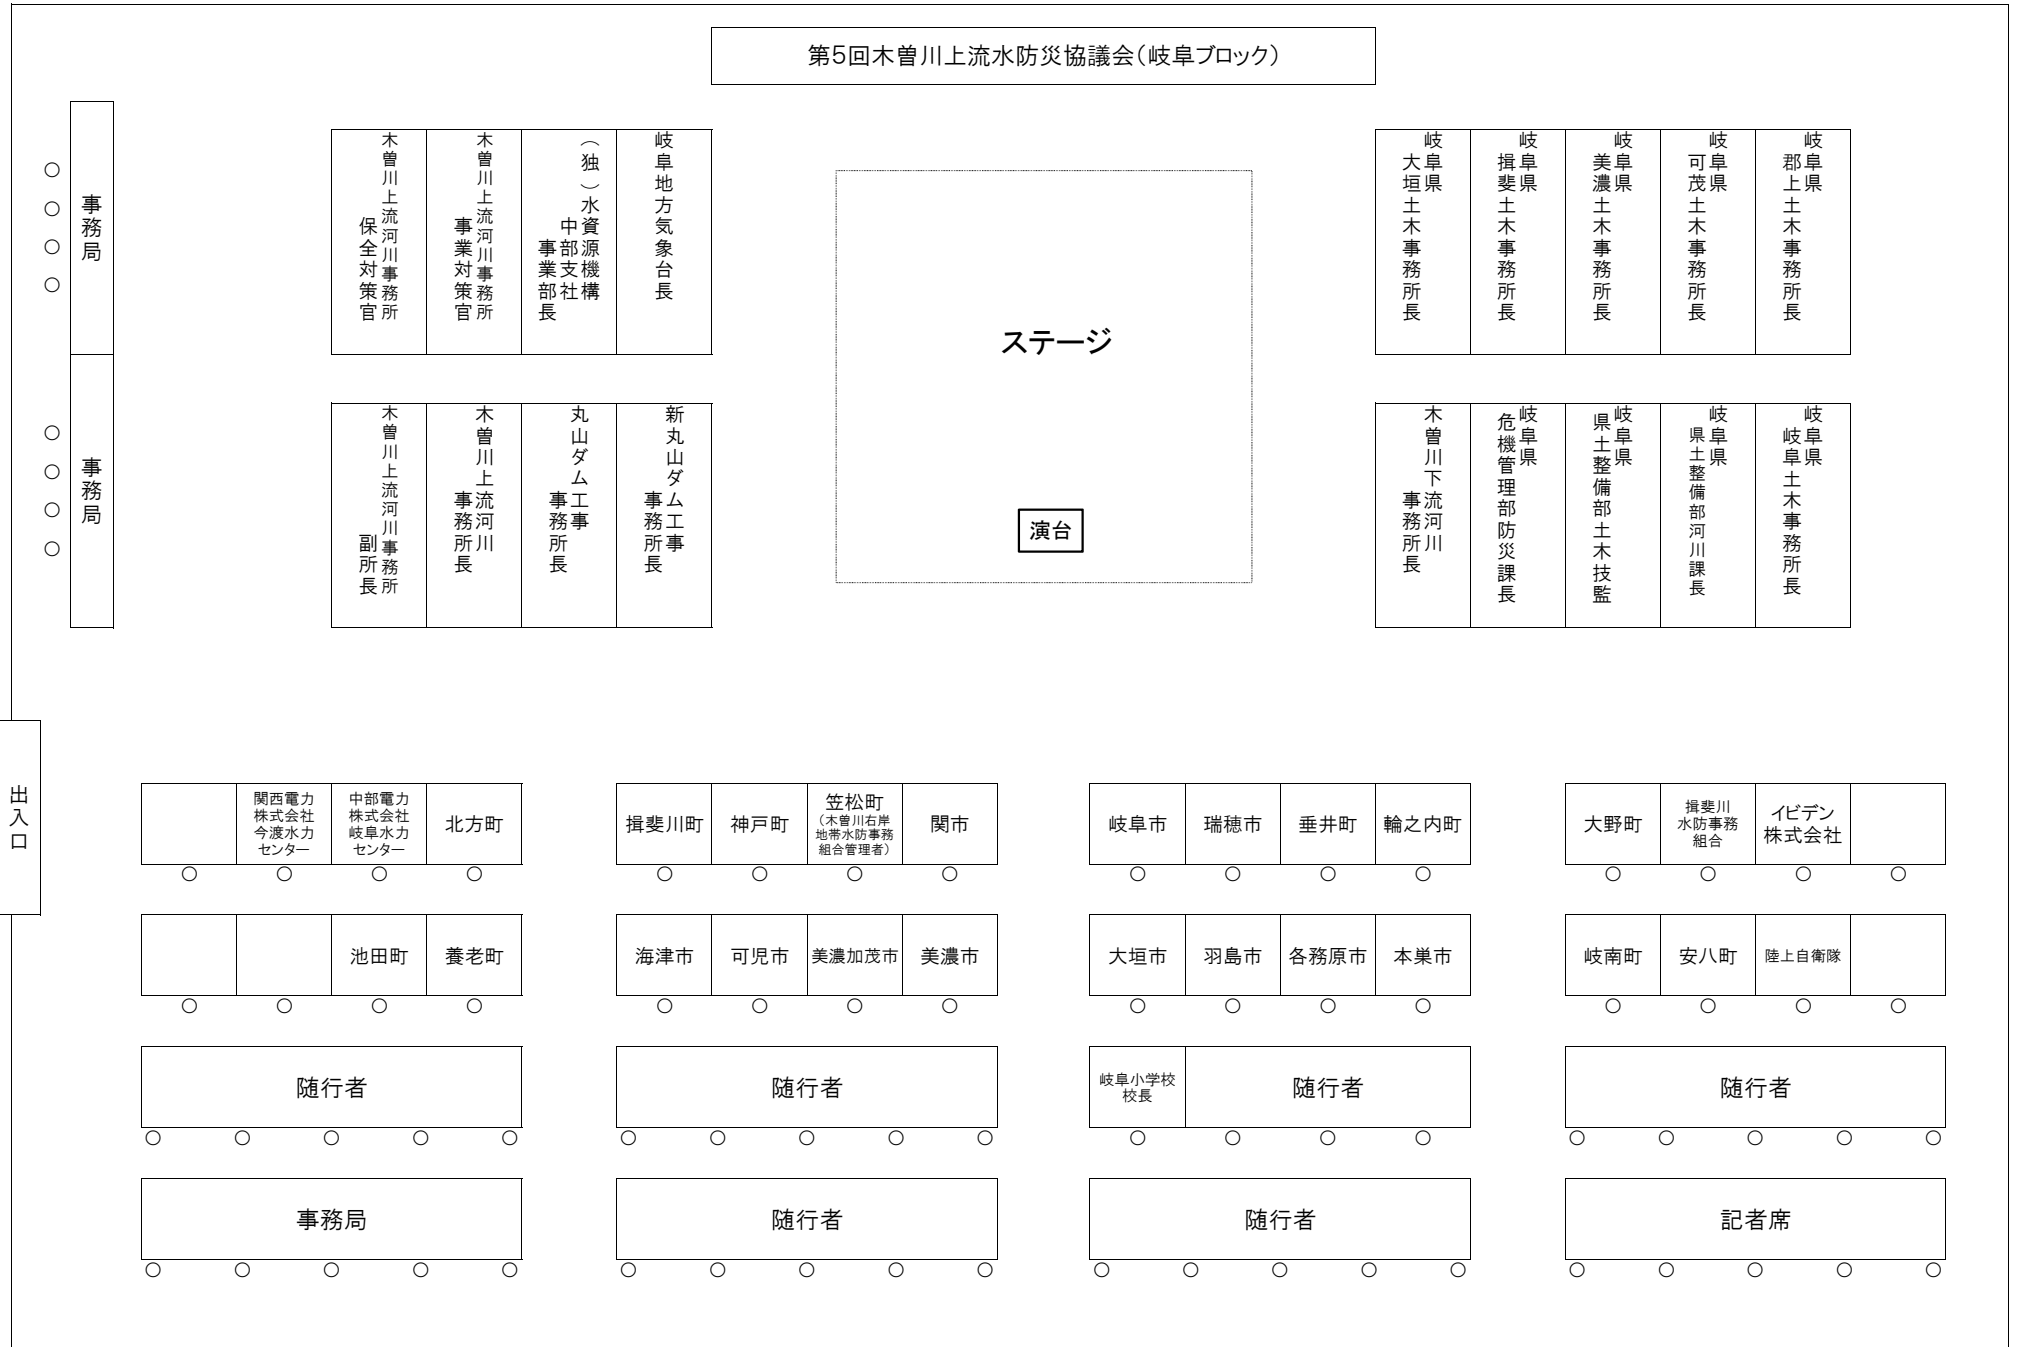 第5回木曽川上流水防災協議会（岐阜ブロック）
事務局
木曽川上流河川事務所
保全対策官
木曽川上流河川事務所
事業対策官
（独）水資源機構
中部支社
事業部長
岐阜地方気象台長
ステージ
岐阜県
大垣土木事務所長
岐阜県
揖斐土木事務所長
岐阜県
美濃土木事務所長
岐阜県
可茂土木事務所長
岐阜県
郡上土木事務所長
事務局
木曽川上流河川事務所
副所長
木曽川上流河川
事務所長
丸山ダム工事
事務所長
新丸山ダム工事
事務所長
演台
木曽川下流河川
事務所長
岐阜県
危機管理部防災課長
岐阜県
県土整備部土木技監
岐阜県
県土整備部河川課長
岐阜県
岐阜土木事務所長
出入口
関西電力
株式会社
今渡水力
センター
中部電力
株式会社
岐阜水力
センター
北方町
揖斐川町
神戸町
笠松町
（木曽川右岸
地帯水防事務
組合管理者）
関市
岐阜市
瑞穂市
垂井町
輪之内町
大野町
揖斐川
水防事務
組合
イビデン
株式会社
池田町
養老町
海津市
可児市
美濃加茂市
美濃市
大垣市
羽島市
各務原市
本巣市
岐南町
安八町
陸上自衛隊
随行者
随行者
岐阜小学校
校長
随行者
随行者
事務局
随行者
随行者
記者席